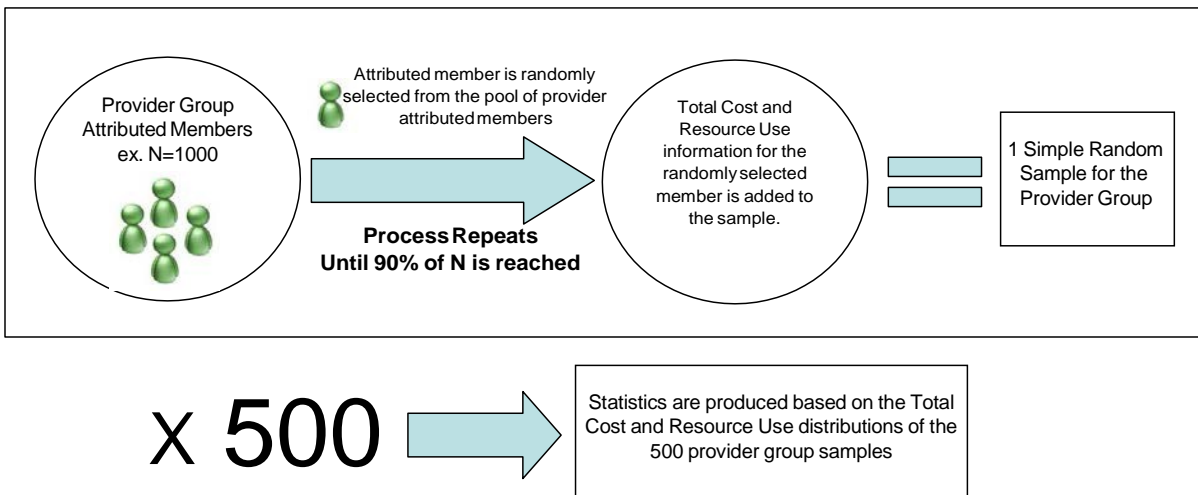 Provider Group
Attributed Members
ex. N=1000
Attributed member is randomly
selected from the pool of provider
attributed members
Process Repeats
Until 90% of N is reached
Total Cost and
Resource Use
information for the
randomly selected
member is added to
the sample.
1 Simple Random
Sample for the
Provider Group
X 500
Statistics are produced based on the Total
Cost and Resource Use distributions of the
500 provider group samples